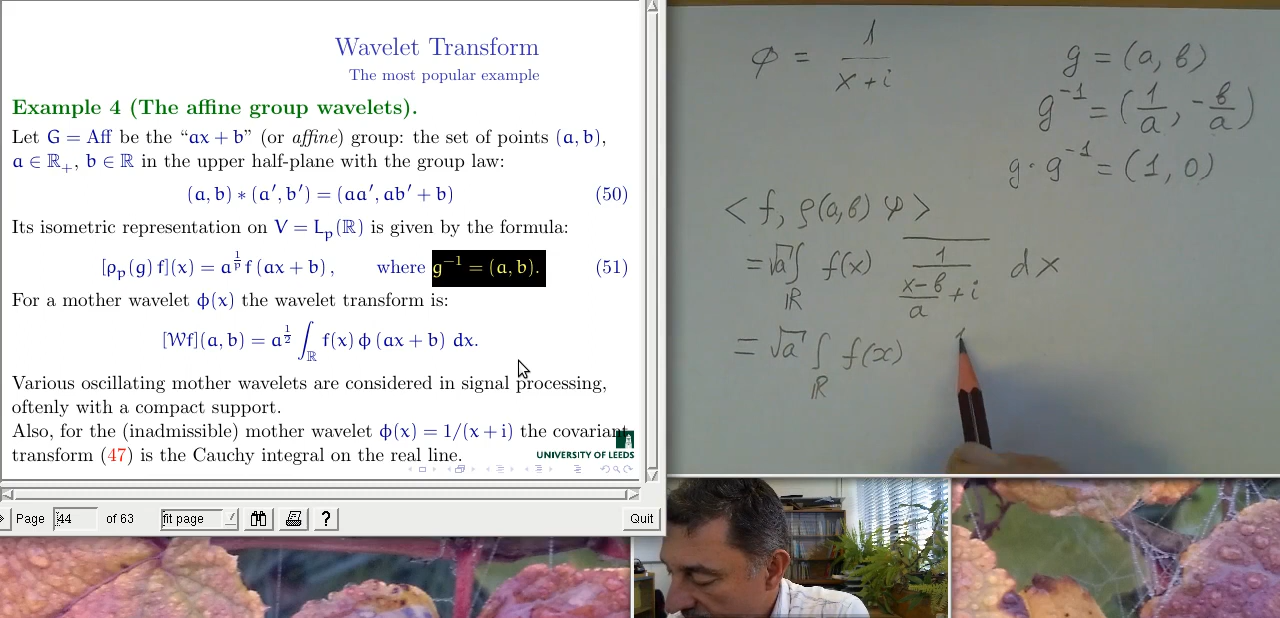 Wavelet Transform
The most popular example
Example 4 (The affine group wavelets).
Let G = Aff be the “ax + b” (or affine) group: the set of points (a, b),
a ∈ ℝ₊, b ∈ ℝ in the upper half-plane with the group law:
(a, b) ∗ (a′, b′) = (aa′, ab′ + b) (50)
Its isometric representation on V = Lₚ(ℝ) is given by the formula:
[ρₚ(g) f](x) = a^{1/p} f (ax + b) , where g⁻¹ = (a, b). (51)
For a mother wavelet ϕ(x) the wavelet transform is:
[Wf](a, b) = a^{1/2} ∫_ℝ f(x) ϕ (ax + b) dx.
Various oscillating mother wavelets are considered in signal processing,
oftenly with a compact support.
Also, for the (inadmissible) mother wavelet ϕ(x) = 1/(x + i) the covariant
transform (47) is the Cauchy integral on the real line.
UNIVERSITY OF LEEDS
Page 44 of 63 fit page ? Quit
φ = 1/(x+i)
g = (a, b)
g⁻¹ = (1/a, -b/a)
g · g⁻¹ = (1, 0)
< f, ρ(a,b) φ >
= √a ∫_ℝ f(x) \overline{1/((x-b)/a + i)} dx
= √a ∫_ℝ f(x) 1